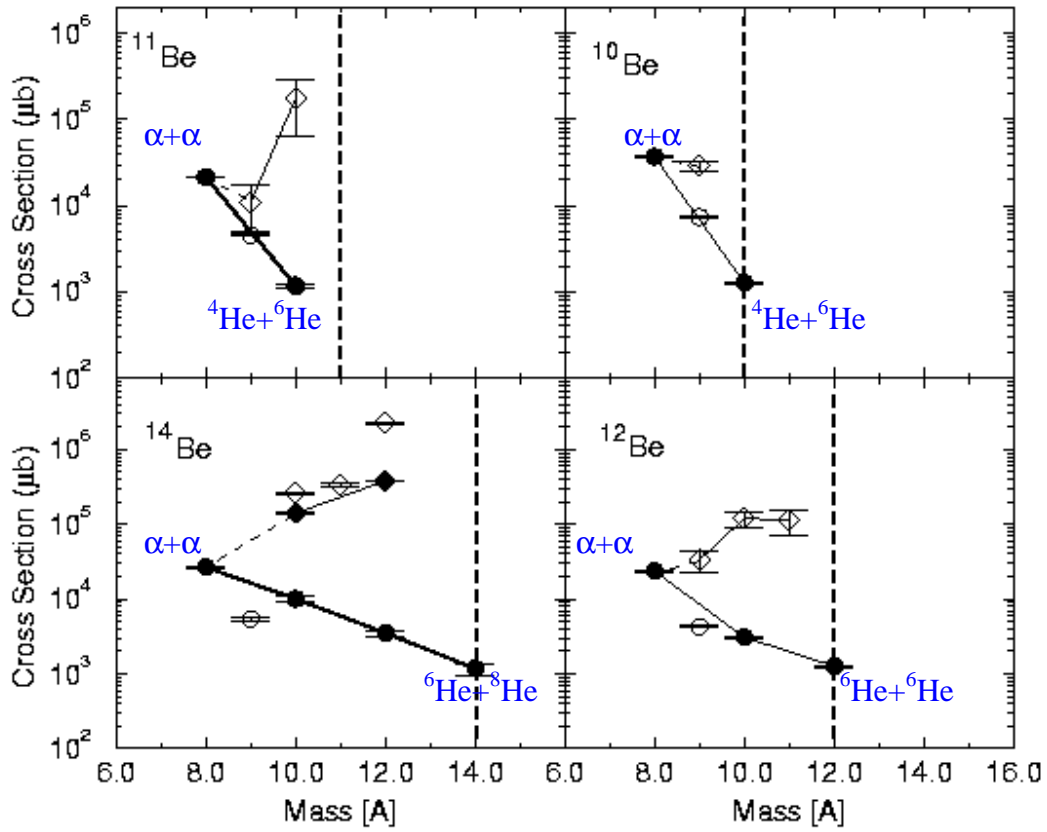 10⁶
10⁵
10⁴
10³
10²
Cross Section (μb)
¹¹Be
α+α
⁴He+⁶He
¹⁰Be
α+α
⁴He+⁶He
10⁶
10⁵
10⁴
10³
10²
Cross Section (μb)
¹⁴Be
α+α
⁶He+⁸He
¹²Be
α+α
⁶He+⁶He
6.0 8.0 10.0 12.0 14.0 6.0 8.0 10.0 12.0 14.0 16.0
Mass [A] Mass [A]